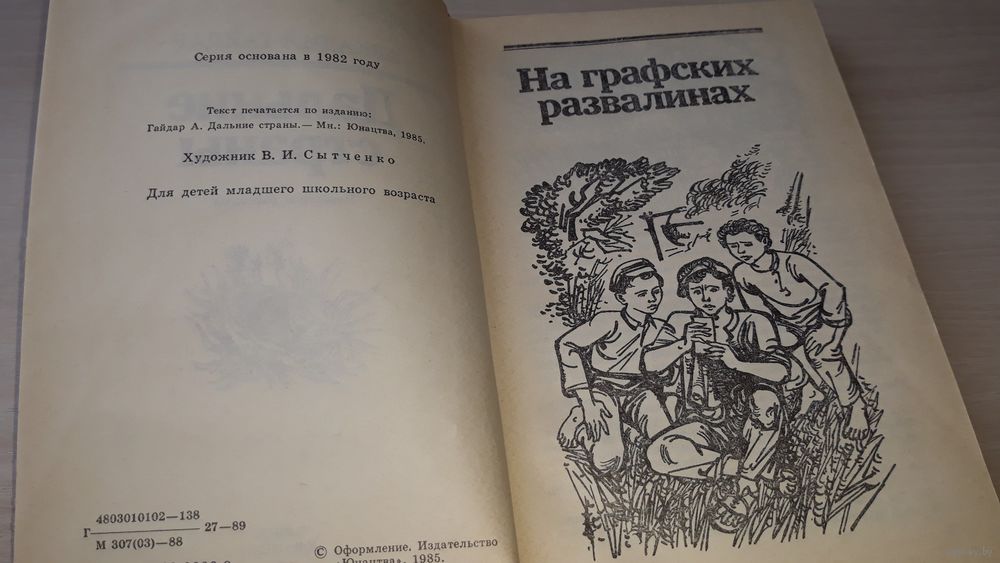 Серия основана в 1982 году
Текст печатается по изданию:
Гайдар А. Дальние страны.— Мн.: Юнацтва, 1985.
Художник В. И. Сытченко
Для детей младшего школьного возраста
4803010102—138
Г 27—89
М 307(03)—88
© Оформление. Издательство
«Юнацтва», 1985.
На графских
развалинах